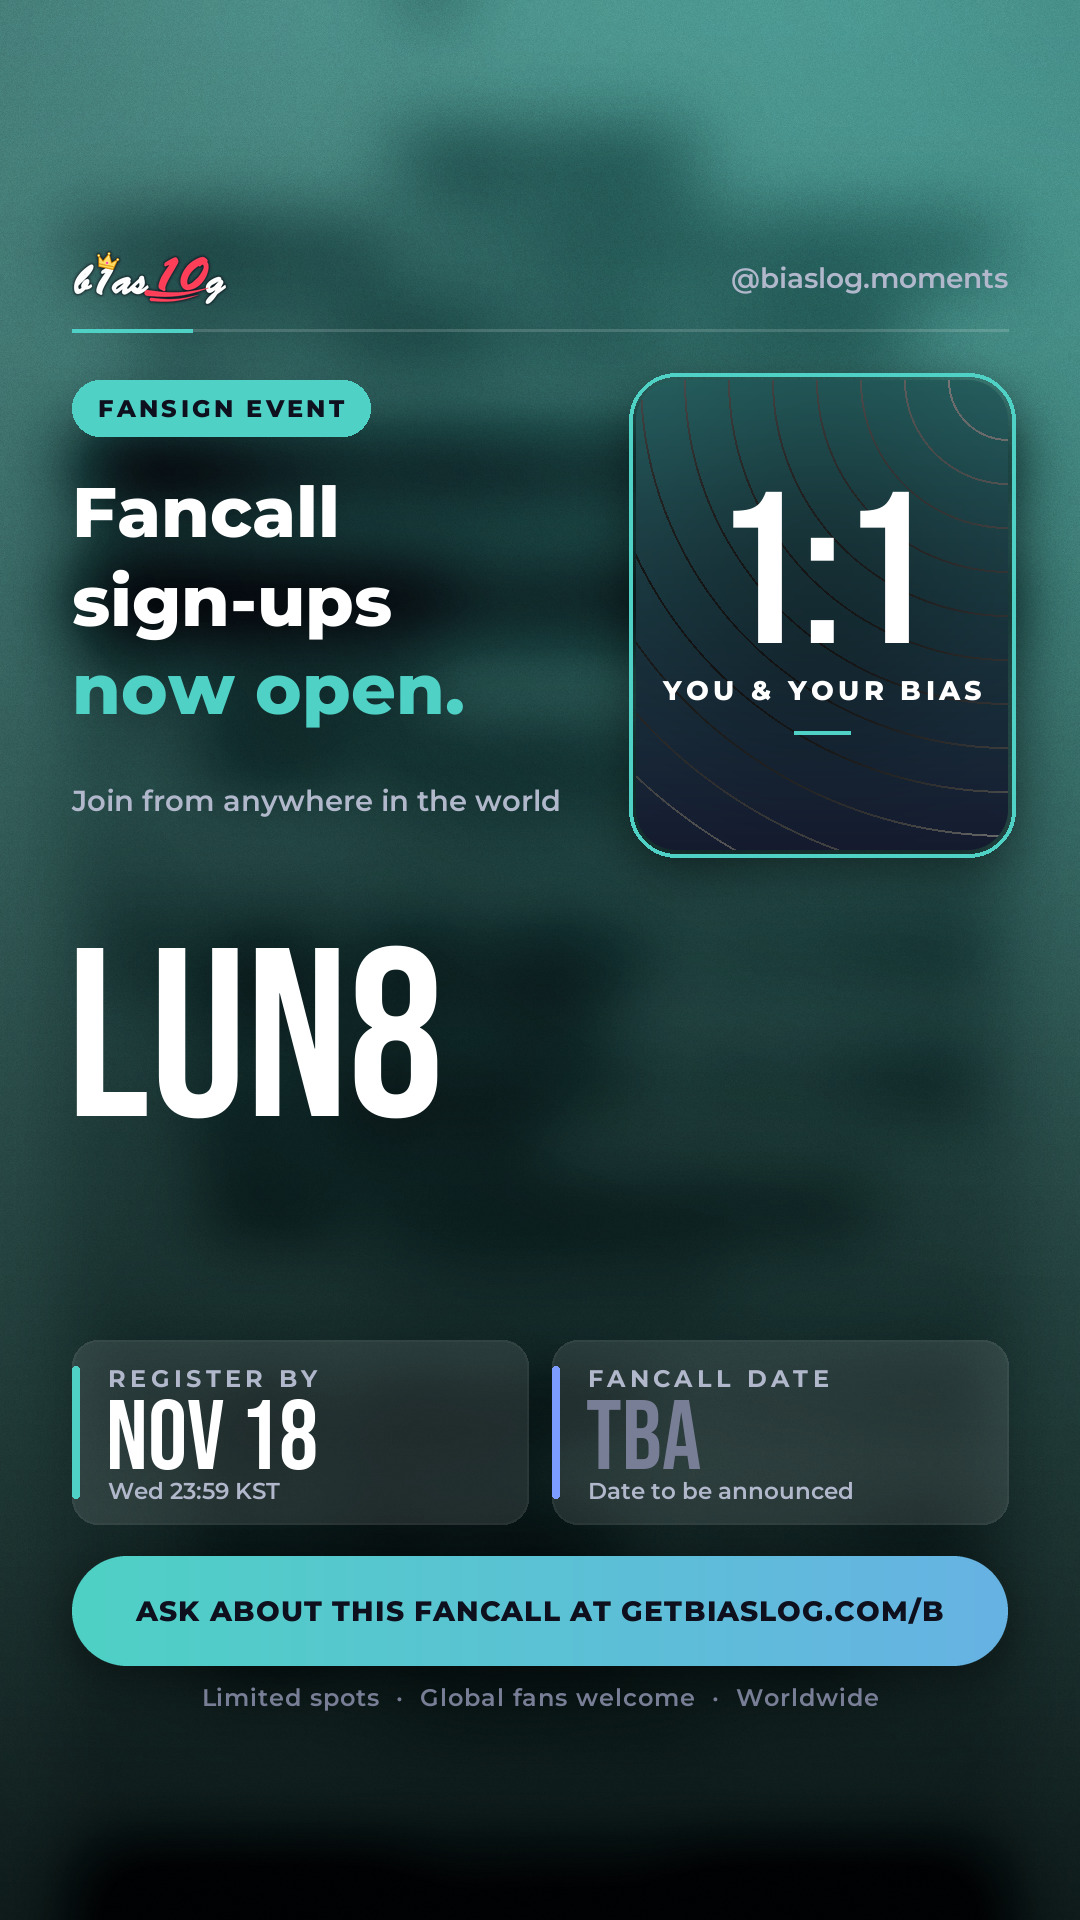 b1as10g
@biaslog.moments
FANSIGN EVENT
Fancall
sign-ups
now open.
Join from anywhere in the world
1:1
YOU & YOUR BIAS
LUN8
REGISTER BY
NOV 18
Wed 23:59 KST
FANCALL DATE
TBA
Date to be announced
ASK ABOUT THIS FANCALL AT GETBIASLOG.COM/B
Limited spots · Global fans welcome · Worldwide